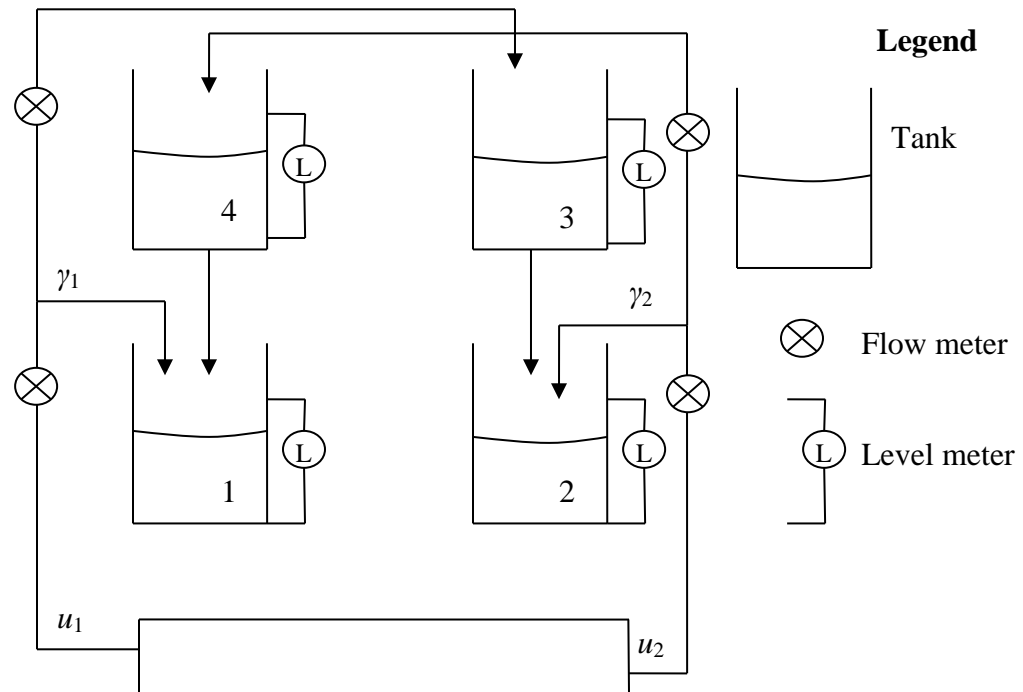 Legend
Tank
L
L
4
3
γ1
γ2
Flow meter
L
L
L
Level meter
1
2
u1
u2